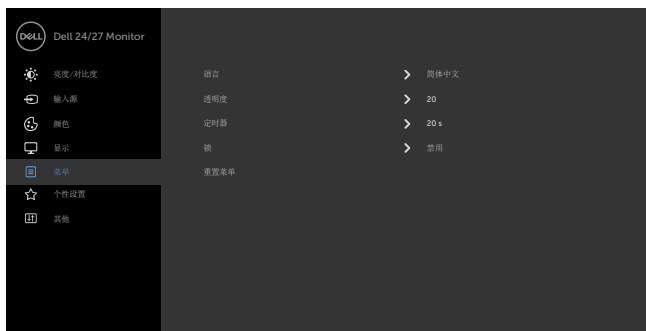 DELL Dell 24/27 Monitor
亮度/对比度
输入源
颜色
显示
菜单
个性设置
其他
语言 简体中文
透明度 20
定时器 20 s
锁 禁用
重置菜单